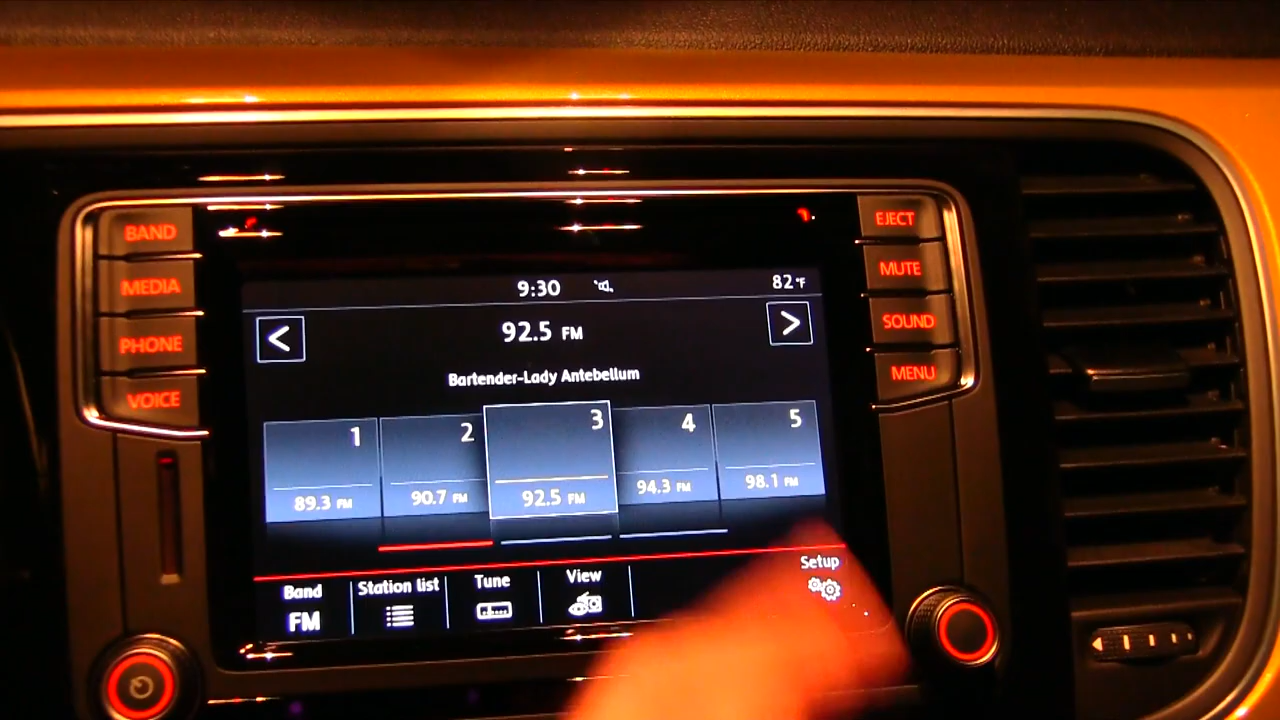 BAND
MEDIA
PHONE
VOICE
EJECT
MUTE
SOUND
MENU
9:30
82°F
<
92.5 FM
>
Bartender-Lady Antebellum
1
2
3
4
5
89.3 FM
90.7 FM
92.5 FM
94.3 FM
98.1 FM
Band
FM
Station list
Tune
View
Setup